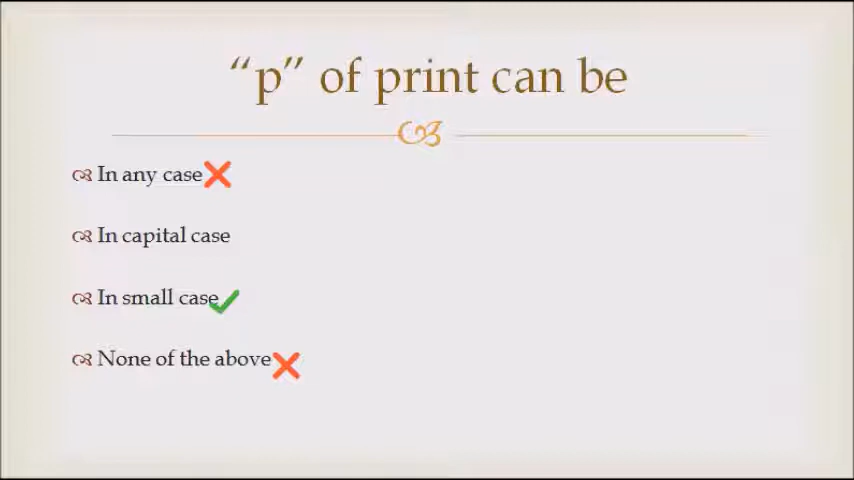 “p” of print can be
In any case
In capital case
In small case
None of the above